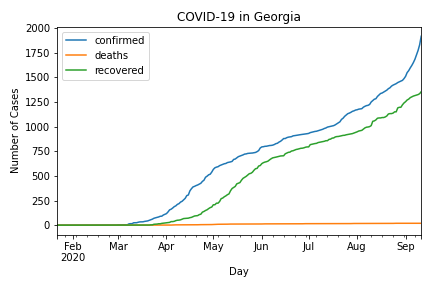 COVID-19 in Georgia
2000
1750
1500
1250
1000
750
500
250
0
Number of Cases
confirmed
deaths
recovered
Feb Mar Apr May Jun Jul Aug Sep
2020
Day